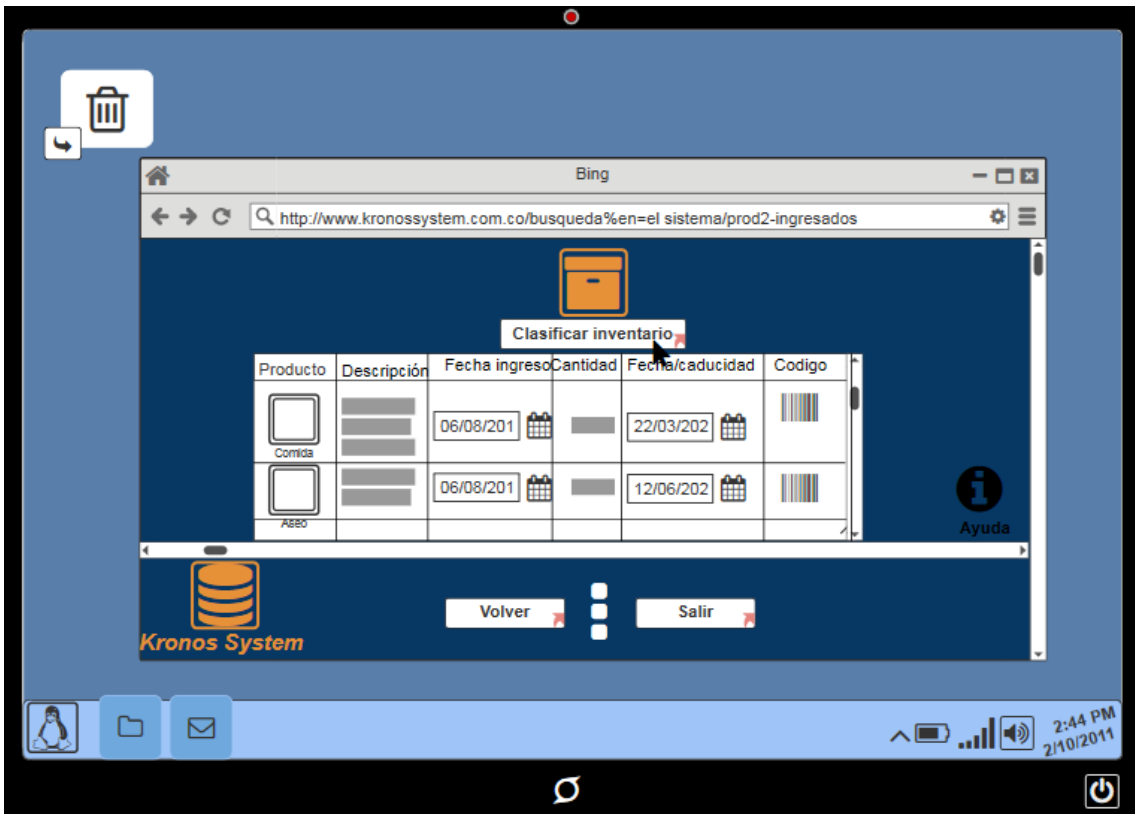 Bing
http://www.kronossystem.com.co/busqueda%en=el sistema/prod2-ingresados
Clasificar inventario
Producto Descripción Fecha ingreso Cantidad Fecha/caducidad Codigo
06/08/201 22/03/202
Comida
06/08/201 12/06/202
Aseo
Ayuda
Volver Salir
Kronos System
2:44 PM
2/10/2011